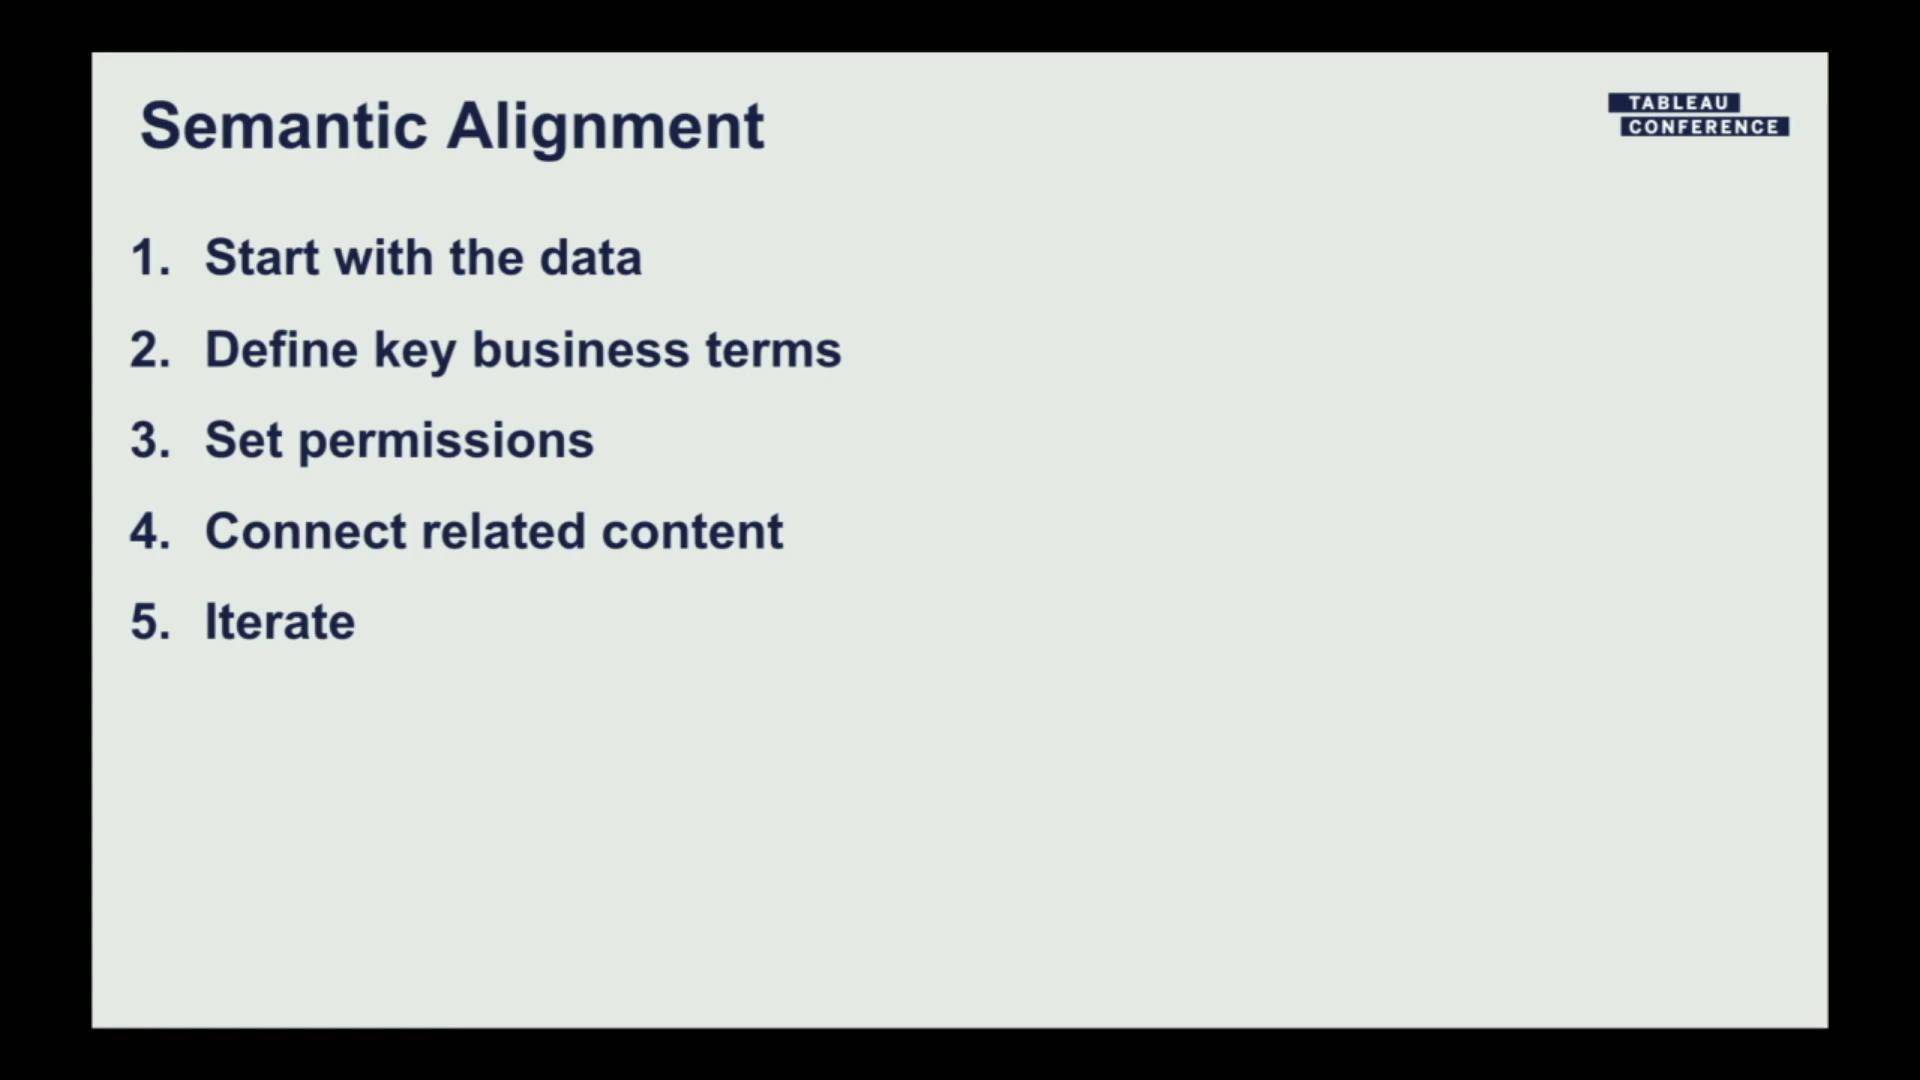 Semantic Alignment
TABLEAU
CONFERENCE
1. Start with the data
2. Define key business terms
3. Set permissions
4. Connect related content
5. Iterate